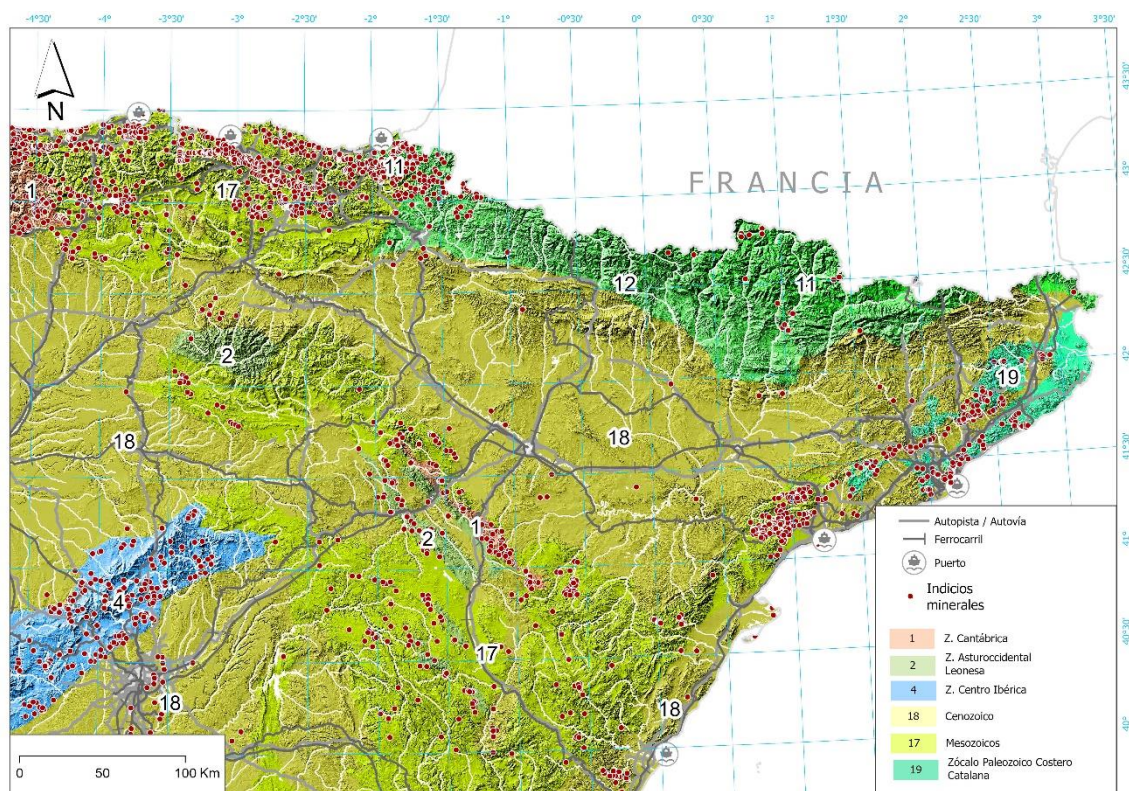 -4°30' -4° -3°30' -3° -2°30' -2° -1°30' -1° -0°30' 0° 0°30' 1° 1°30' 2° 2°30' 3° 3°30'
N
43°30'
11
43°
1
17
FRANCIA
42°30'
12
11
2
42°
19
18
18
41°30'
1
2
41°
4
17
40°30'
18
18
40°
0 50 100 Km
Autopista / Autovía
Ferrocarril
Puerto
Indicios
minerales
1 Z. Cantábrica
2 Z. Asturoccidental
Leonesa
4 Z. Centro Ibérica
18 Cenozoico
17 Mesozoicos
19 Zócalo Paleozoico Costero
Catalana